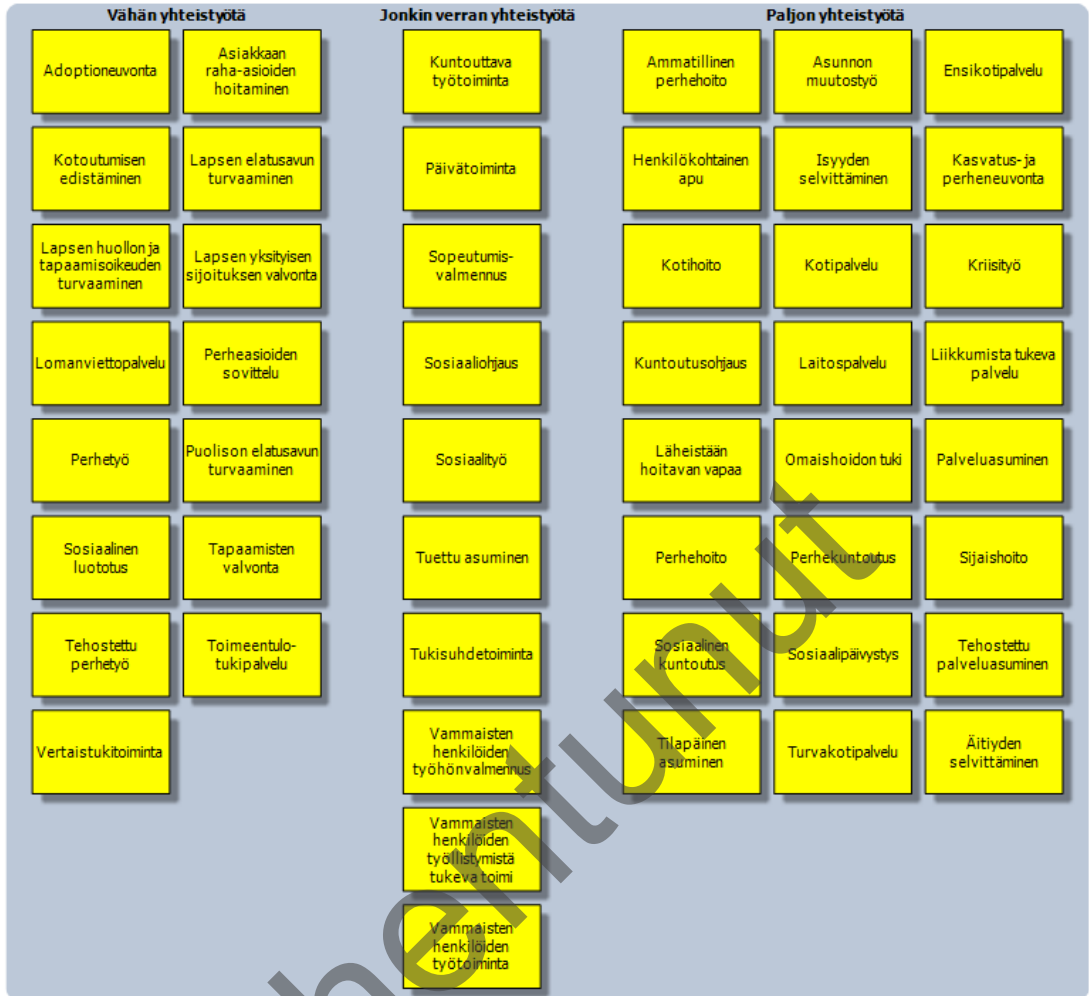 Vähän yhteistyötä
Adoptioneuvonta
Asiakkaan
raha-asioiden
hoitaminen
Kotoutumisen
edistäminen
Lapsen elatusavun
turvaaminen
Lapsen huollon ja
tapaamisoikeuden
turvaaminen
Lapsen yksityisen
sijoituksen valvonta
Lomanviettopalvelu
Perheasioiden
sovittelu
Perhetyö
Puolison elatusavun
turvaaminen
Sosiaalinen
luototus
Tapaamisten
valvonta
Tehostettu
perhetyö
Toimeentulo-
tukipalvelu
Vertaistukitoiminta
Jonkin verran yhteistyötä
Kuntouttava
työtoiminta
Päivätoiminta
Sopeutumis-
valmennus
Sosiaaliohjaus
Sosiaalityö
Tuettu asuminen
Tukisuhdetoiminta
Vammaisten
henkilöiden
työhönvalmennus
Vammaisten
henkilöiden
työllistymistä
tukeva toimi
Vammaisten
henkilöiden
työtoiminta
Paljon yhteistyötä
Ammatillinen
perhehoito
Asunnon
muutostyö
Ensikotipalvelu
Henkilökohtainen
apu
Isyyden
selvittäminen
Kasvatus- ja
perheneuvonta
Kotihoito
Kotipalvelu
Kriisityö
Kuntoutusohjaus
Laitospalvelu
Liikkumista tukeva
palvelu
Läheistään
hoitavan vapaa
Omaishoidon tuki
Palveluasuminen
Perhehoito
Perhekuntoutus
Sijaishoito
Sosiaalinen
kuntoutus
Sosiaalipäivystys
Tehostettu
palveluasuminen
Tilapäinen
asuminen
Turvakotipalvelu
Äitiyden
selvittäminen
hentunut